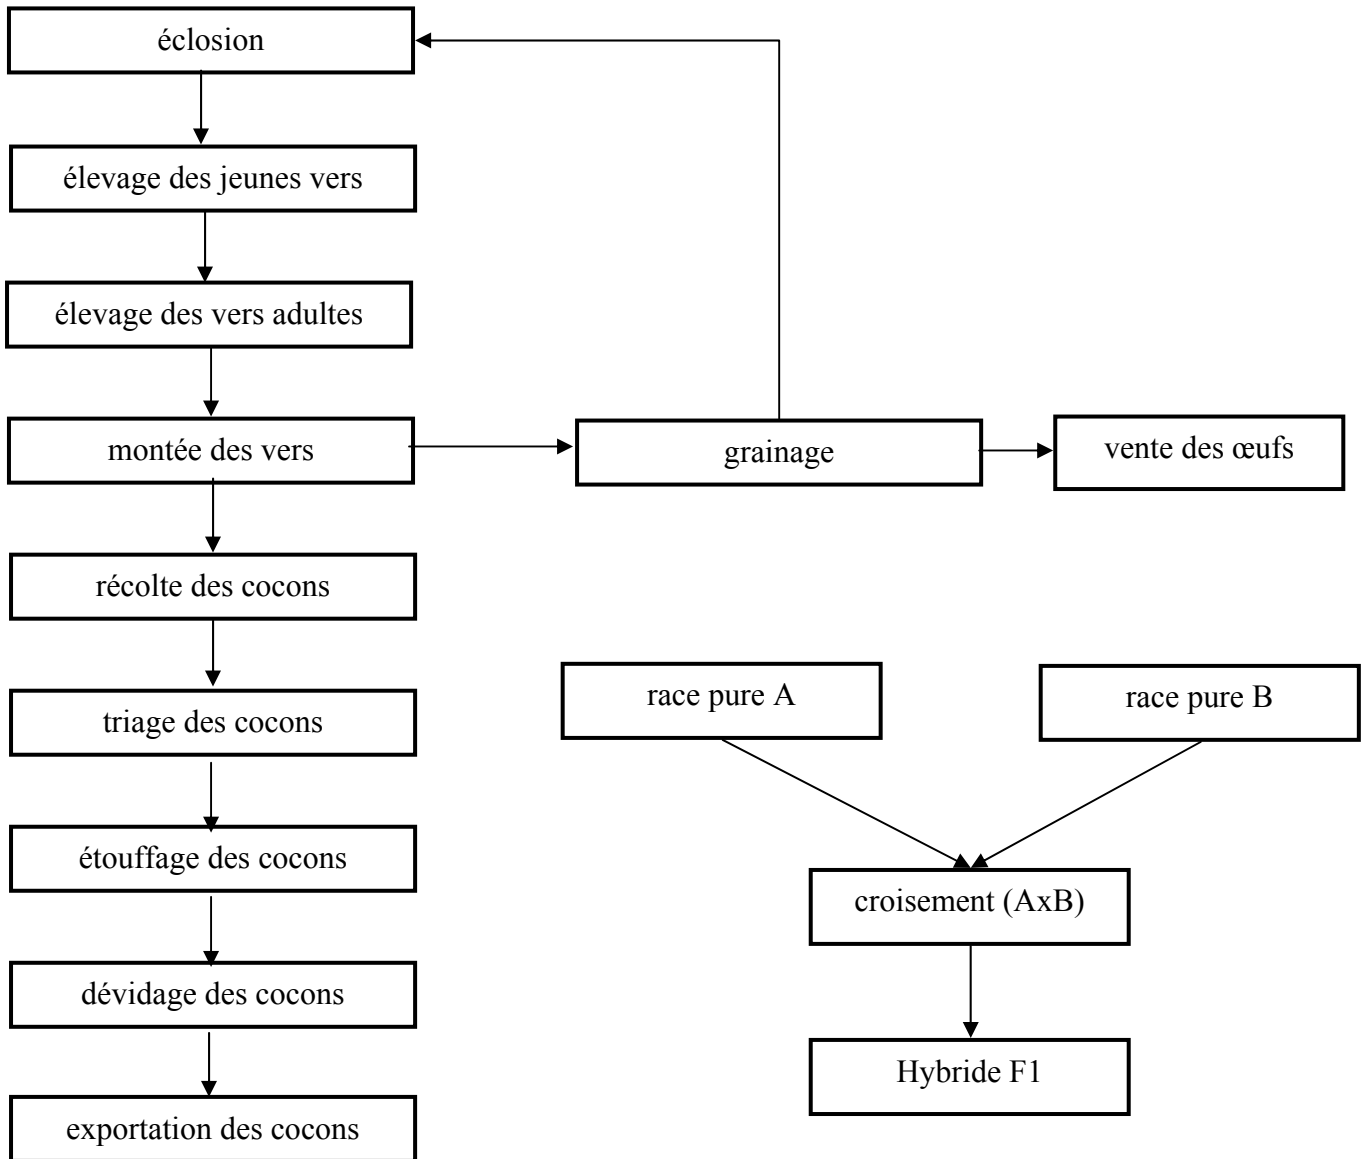 éclosion
élevage des jeunes vers
élevage des vers adultes
montée des vers
grainage
vente des œufs
récolte des cocons
triage des cocons
étouffage des cocons
dévidage des cocons
exportation des cocons
race pure A
race pure B
croisement (AxB)
Hybride F1